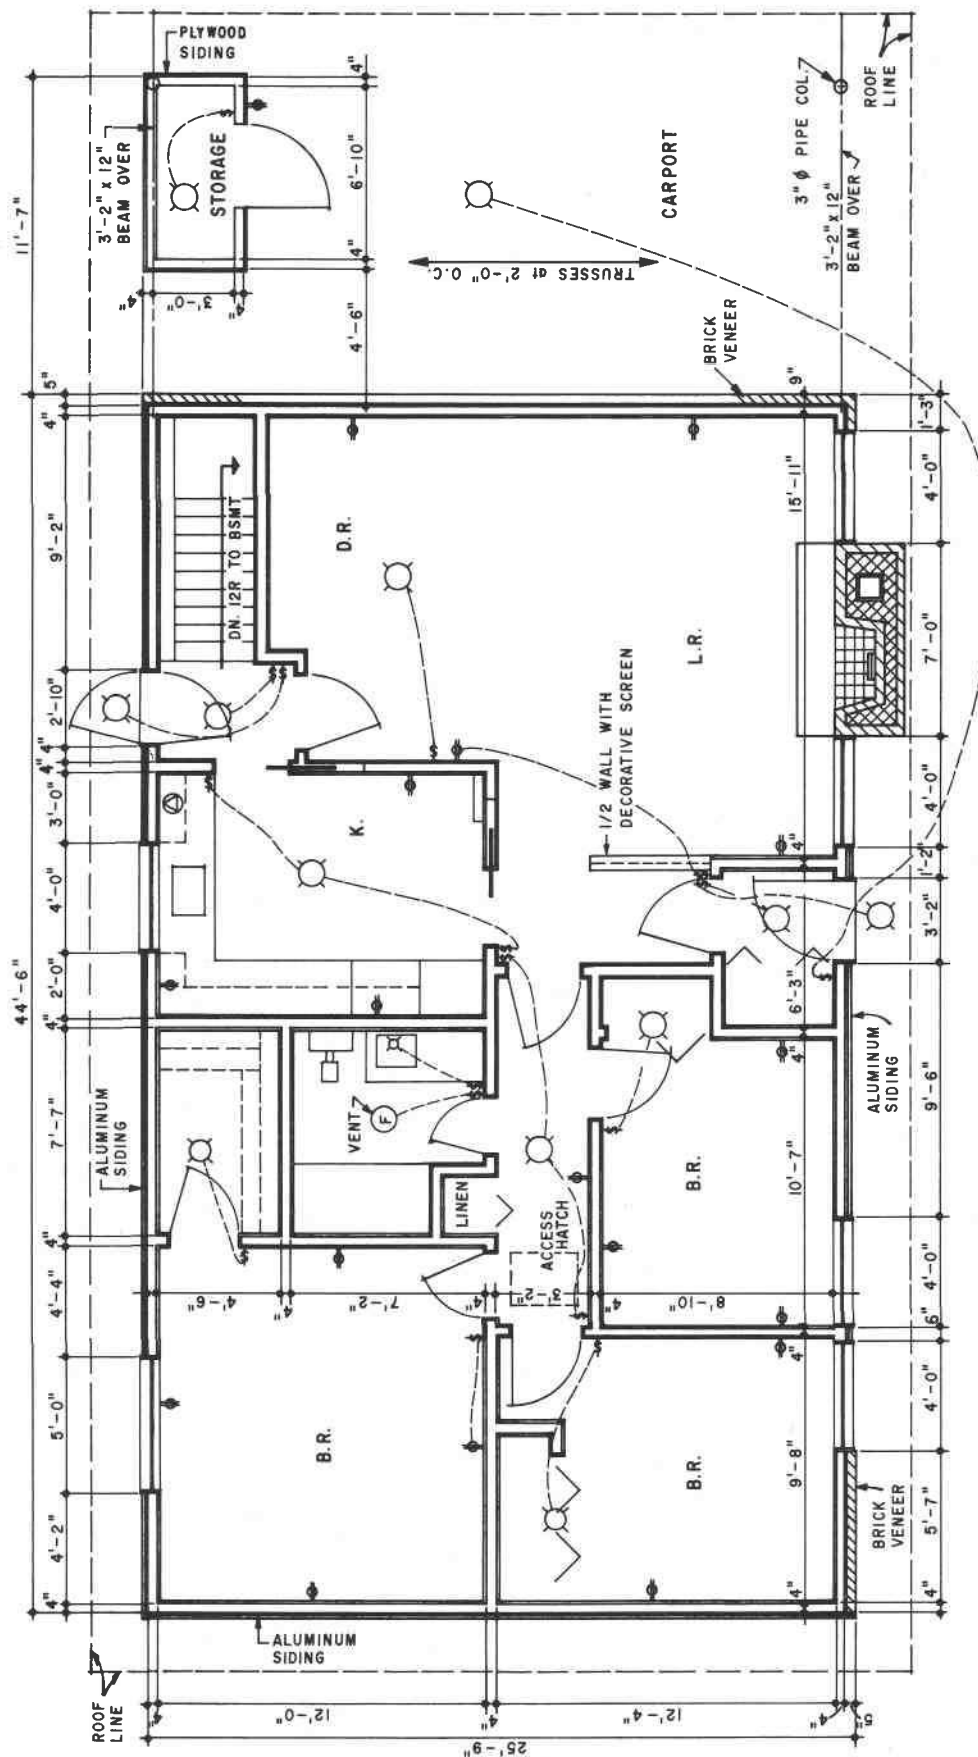 11'-7"
44'-6"
5"
4"
9'-2"
2'-10"
4"
4"
3'-0"
4'-0"
2'-0"
4"
7'-7"
4"
4'-4"
5'-0"
4'-2"
4"
PLYWOOD
SIDING
3'-2" x 12"
BEAM OVER
STORAGE
4"
6'-10"
4"
4'-6"
4"
3'-0"
4"
CARPORT
TRUSSES at 2'-0" O.C.
3" ϕ PIPE COL.
3'-2" x 12"
BEAM OVER
ROOF
LINE
BRICK
VENEER
9"
15'-11"
DN. 12R TO BSMT
D.R.
L.R.
1/2 WALL WITH
DECORATIVE SCREEN
K.
4"
6'-3"
4"
10'-7"
4"
9'-8"
4"
1'-3"
4'-0"
7'-0"
4'-0"
1'-2"
3'-2"
9'-6"
4'-0"
6"
4'-0"
5'-7"
4"
ALUMINUM
SIDING
VENT
F
LINEN
ACCESS
HATCH
B.R.
B.R.
B.R.
4'-6"
4"
7'-2"
4"
3'-2"
4"
8'-10"
ALUMINUM
SIDING
BRICK
VENEER
ALUMINUM
SIDING
ROOF
LINE
4"
12'-0"
4"
12'-4"
4"
5"
25'-9"